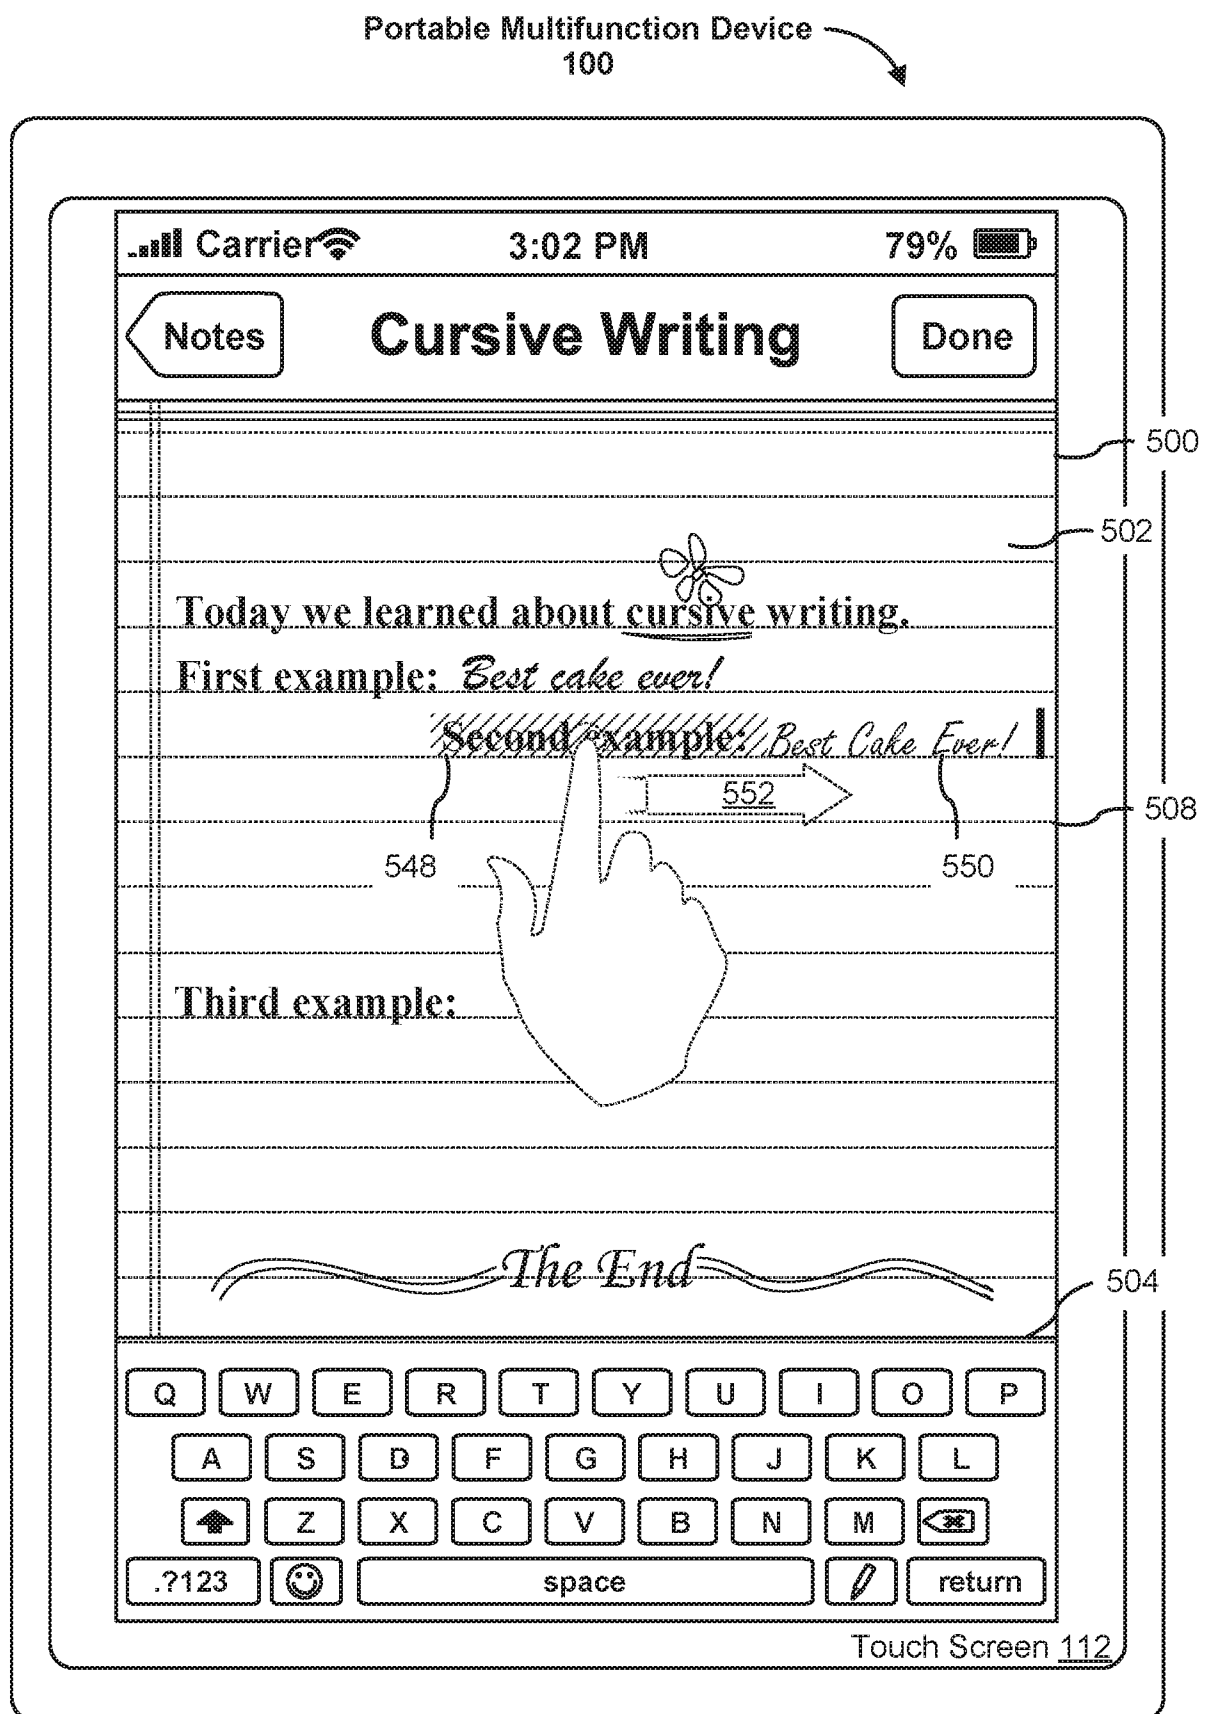 Portable Multifunction Device
100
Carrier 3:02 PM 79%
Notes Cursive Writing Done
500
502
Today we learned about cursive writing.
First example: Best cake ever!
Second example: Best Cake Ever!
552
508
548 550
Third example:
The End
504
Q W E R T Y U I O P
A S D F G H J K L
Z X C V B N M
.?123 space return
Touch Screen 112